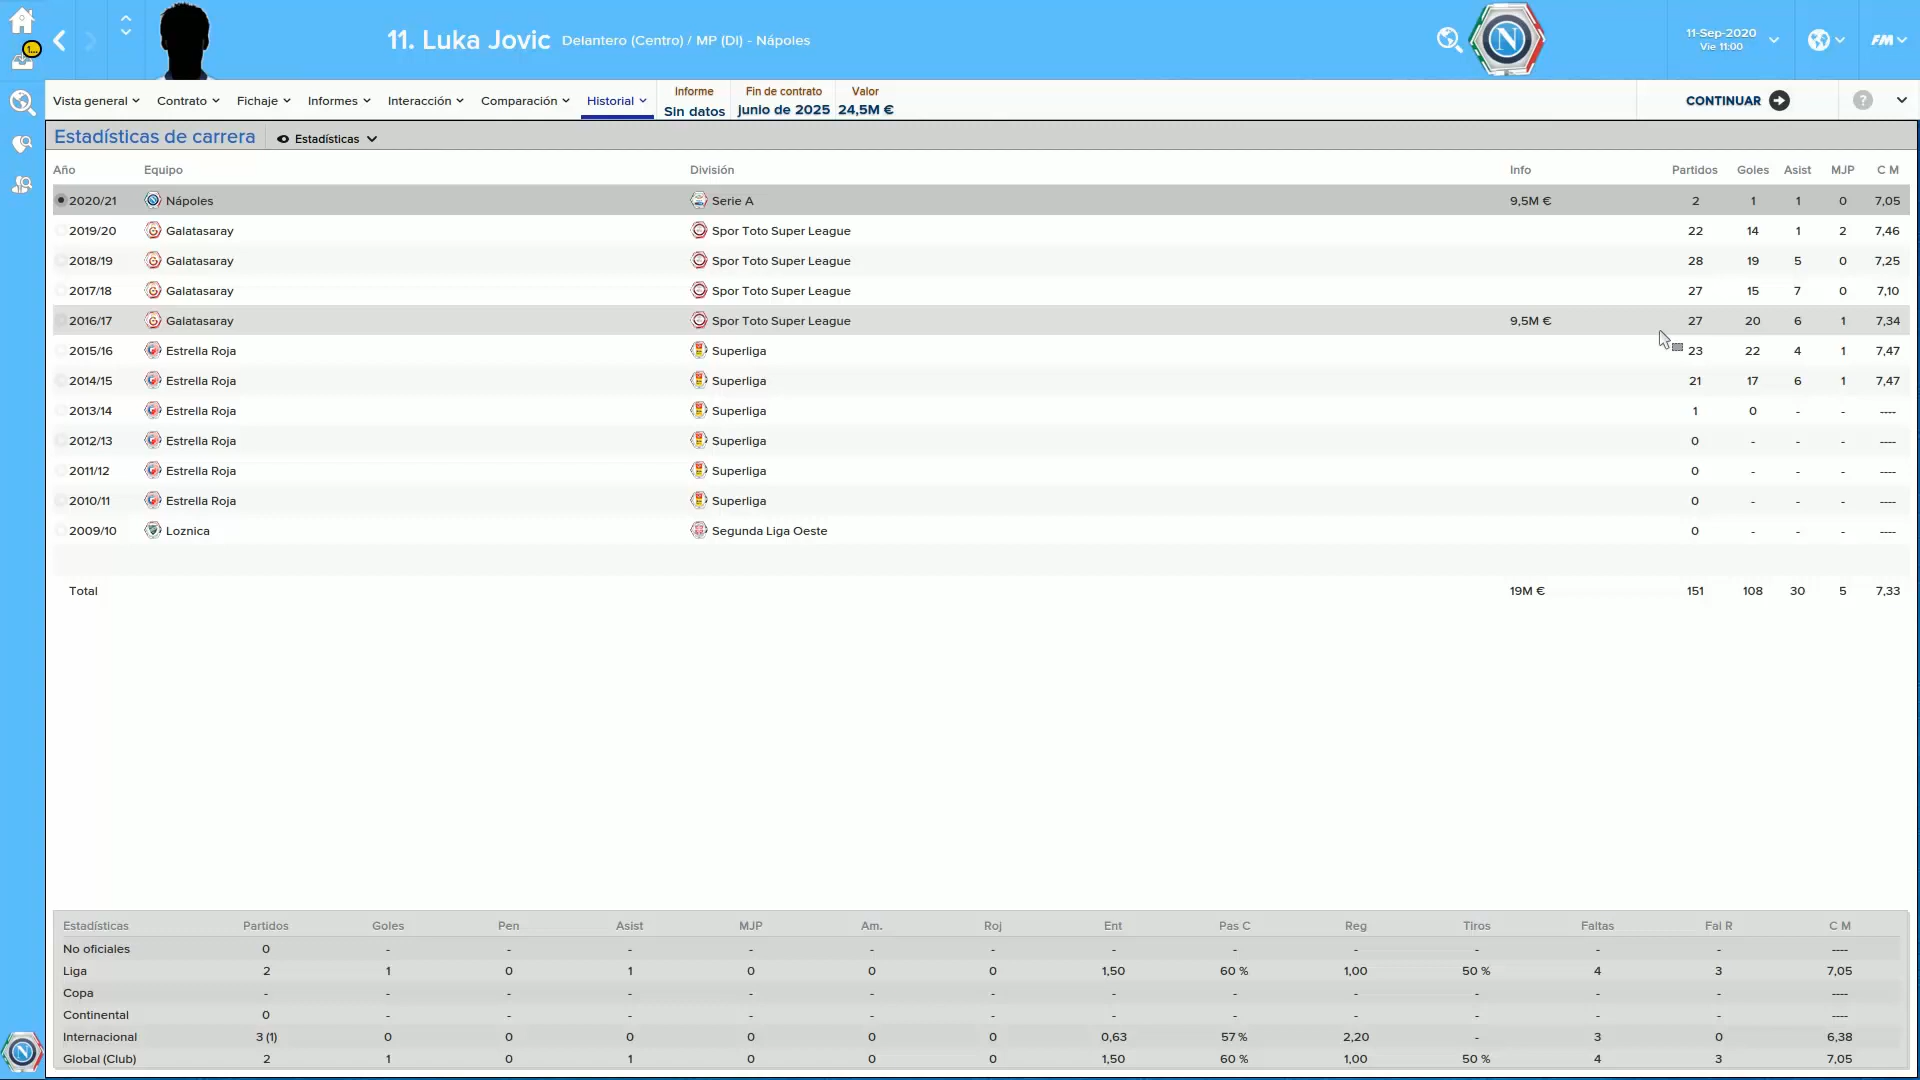 11. Luka Jovic Delantero (Centro) / MP (DI) - Nápoles
11-Sep-2020
Vie 11:00
FM
1...
Vista general Contrato Fichaje Informes Interacción Comparación Historial
Informe
Sin datos
Fin de contrato
junio de 2025
Valor
24,5M €
CONTINUAR
?
Estadísticas de carrera Estadísticas
Año Equipo División Info Partidos Goles Asist MJP C M
2020/21 Nápoles Serie A 9,5M € 2 1 1 0 7,05
2019/20 Galatasaray Spor Toto Super League 22 14 1 2 7,46
2018/19 Galatasaray Spor Toto Super League 28 19 5 0 7,25
2017/18 Galatasaray Spor Toto Super League 27 15 7 0 7,10
2016/17 Galatasaray Spor Toto Super League 9,5M € 27 20 6 1 7,34
2015/16 Estrella Roja Superliga 23 22 4 1 7,47
2014/15 Estrella Roja Superliga 21 17 6 1 7,47
2013/14 Estrella Roja Superliga 1 0 - - ----
2012/13 Estrella Roja Superliga 0 - - - ----
2011/12 Estrella Roja Superliga 0 - - - ----
2010/11 Estrella Roja Superliga 0 - - - ----
2009/10 Loznica Segunda Liga Oeste 0 - - - ----
Total 19M € 151 108 30 5 7,33
Estadísticas Partidos Goles Pen Asist MJP Am. Roj Ent Pas C Reg Tiros Faltas Fal R C M
No oficiales 0 - - - - - - - - - - - - ----
Liga 2 1 0 1 0 0 0 1,50 60 % 1,00 50 % 4 3 7,05
Copa - - - - - - - - - - - - - ----
Continental 0 - - - - - - - - - - - - ----
Internacional 3 (1) 0 0 0 0 0 0 0,63 57 % 2,20 - 3 0 6,38
Global (Club) 2 1 0 1 0 0 0 1,50 60 % 1,00 50 % 4 3 7,05